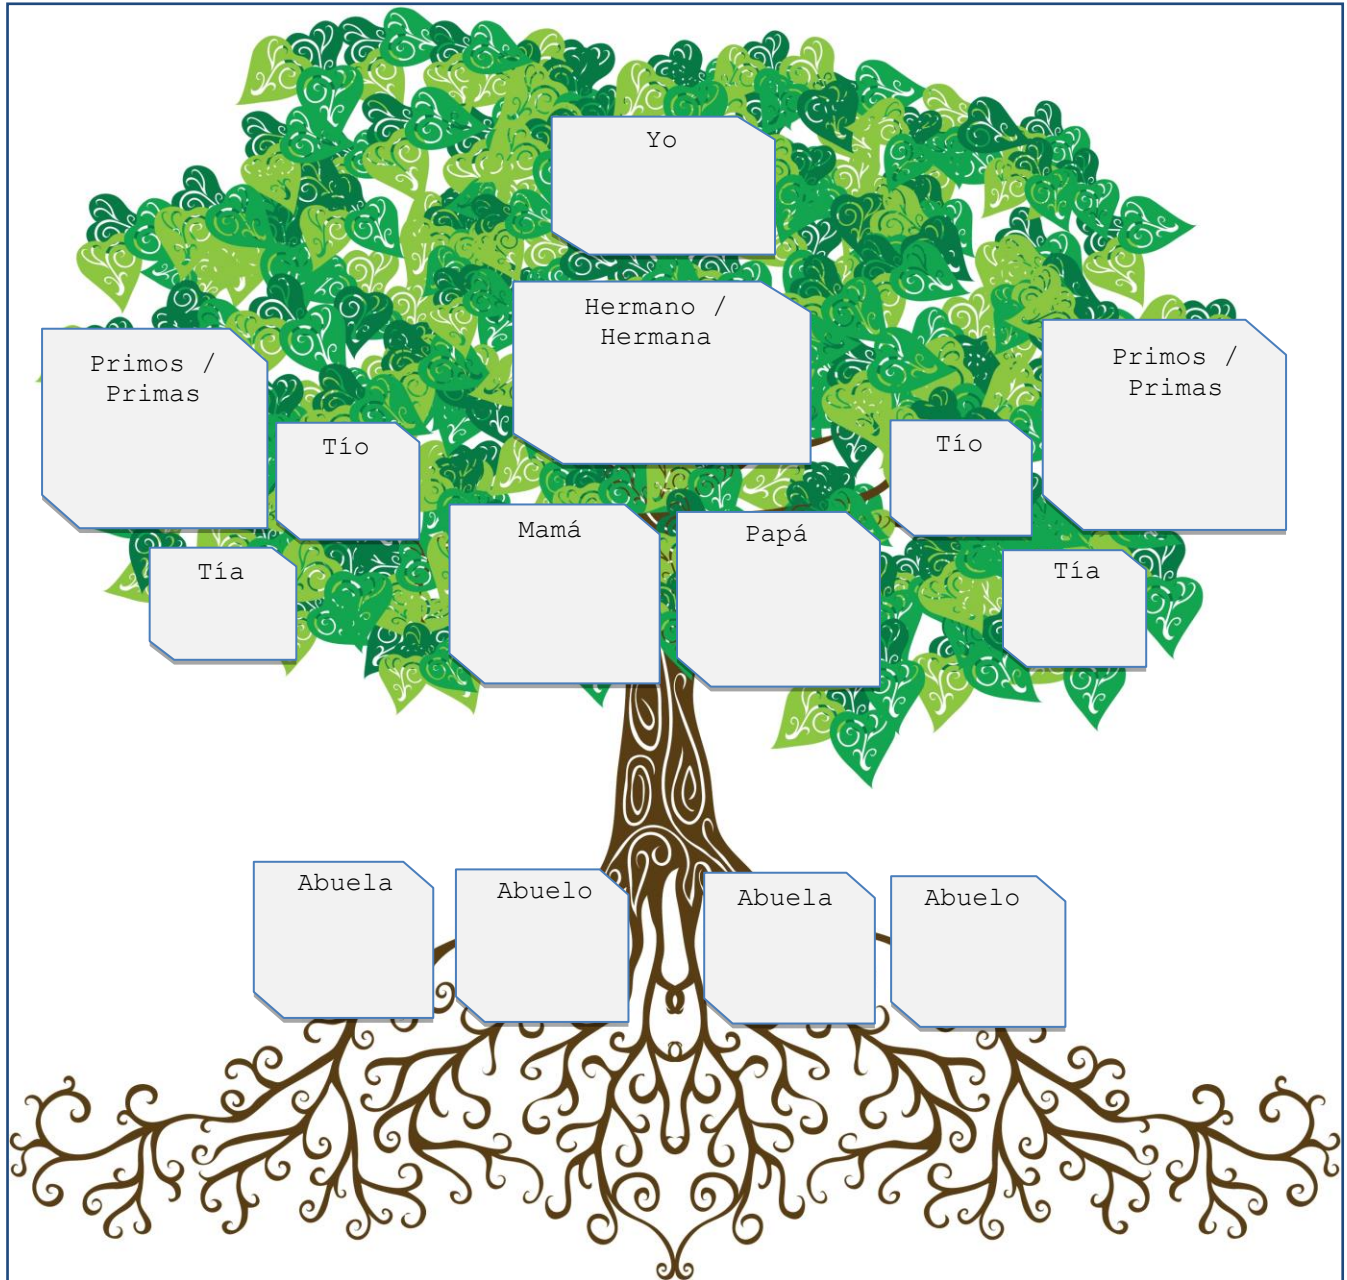 Yo
Hermano /
Hermana
Primos /
Primas
Tío
Tía
Mamá
Papá
Tío
Tía
Primos /
Primas
Abuela
Abuelo
Abuela
Abuelo